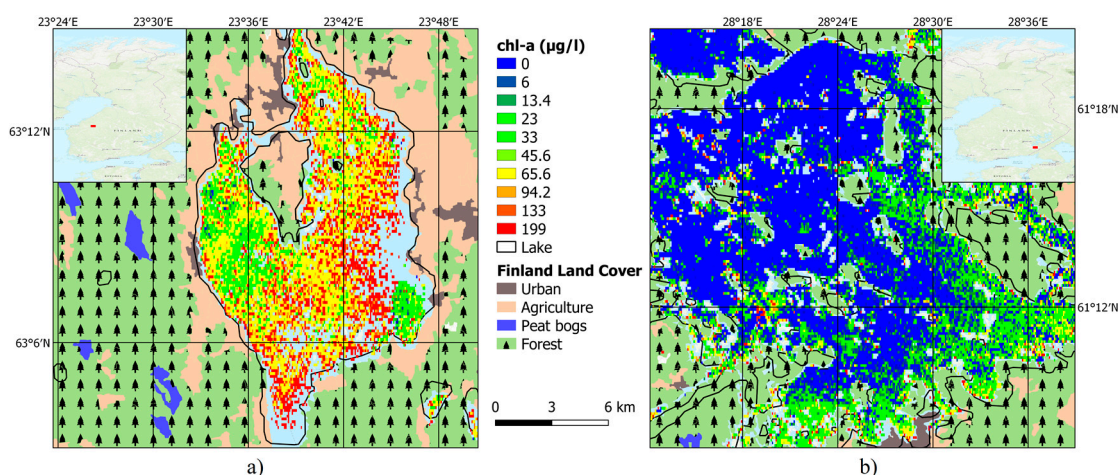 23°24′E 23°30′E 23°36′E 23°42′E 23°48′E
63°12′N
63°6′N
a)
chl-a (µg/l)
0
6
13.4
23
33
45.6
65.6
94.2
133
199
Lake
Finland Land Cover
Urban
Agriculture
Peat bogs
Forest
0 3 6 km
28°18′E 28°24′E 28°30′E 28°36′E
61°18′N
61°12′N
b)